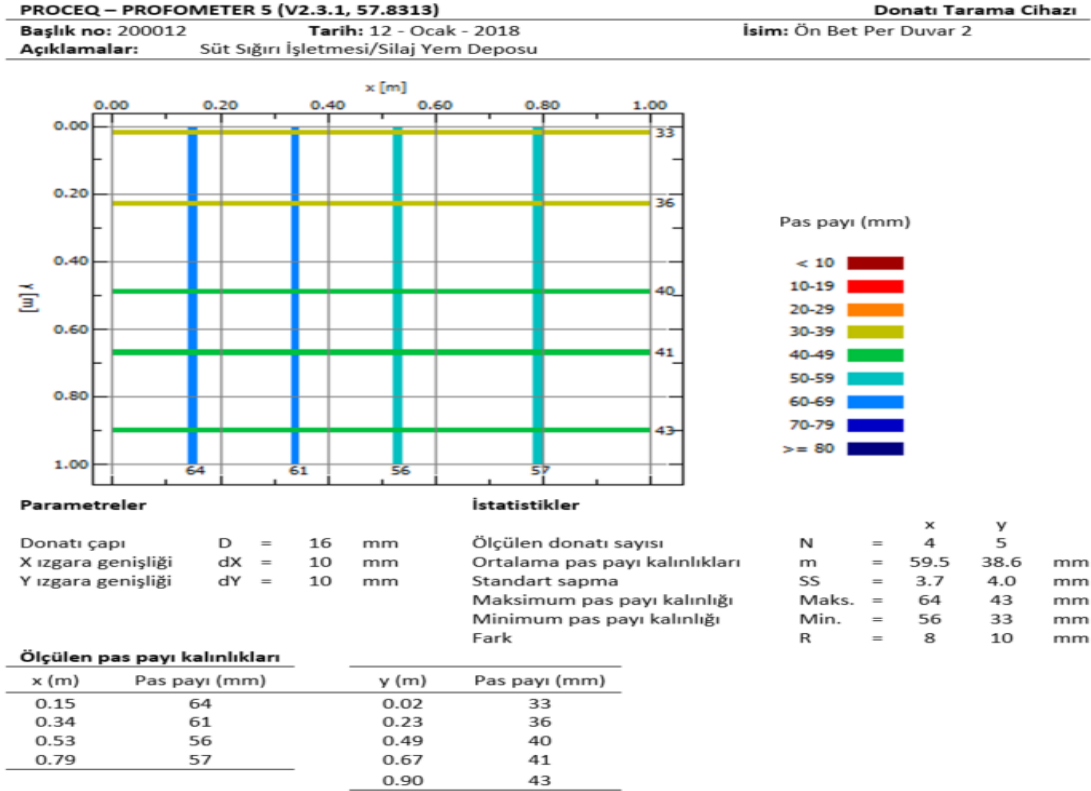 PROCEQ – PROFOMETER 5 (V2.3.1, 57.8313) Donatı Tarama Cihazı
Başlık no: 200012 Tarih: 12 - Ocak - 2018 İsim: Ön Bet Per Duvar 2
Açıklamalar: Süt Sığırı İşletmesi/Silaj Yem Deposu
x [m]
0.00 0.20 0.40 0.60 0.80 1.00
0.00 33
0.20 36
0.40 40
Y [m]
0.60 41
0.80 43
1.00 64 61 56 57
Pas payı (mm)
< 10
10-19
20-29
30-39
40-49
50-59
60-69
70-79
>= 80
Parametreler
Donatı çapı D = 16 mm
X ızgara genişliği dX = 10 mm
Y ızgara genişliği dY = 10 mm
İstatistikler
x y
Ölçülen donatı sayısı N = 4 5
Ortalama pas payı kalınlıkları m = 59.5 38.6 mm
Standart sapma SS = 3.7 4.0 mm
Maksimum pas payı kalınlığı Maks. = 64 43 mm
Minimum pas payı kalınlığı Min. = 56 33 mm
Fark R = 8 10 mm
Ölçülen pas payı kalınlıkları
x (m) Pas payı (mm) y (m) Pas payı (mm)
0.15 64 0.02 33
0.34 61 0.23 36
0.53 56 0.49 40
0.79 57 0.67 41
0.90 43